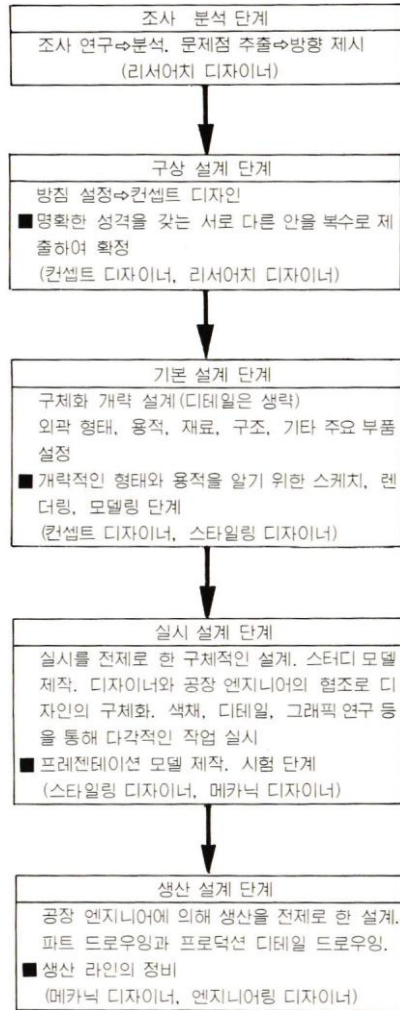 조사 분석 단계
조사 연구⇨분석. 문제점 추출⇨방향 제시
(리서어치 디자이너)
구상 설계 단계
방침 설정⇨컨셉트 디자인
■명확한 성격을 갖는 서로 다른 안을 복수로 제
출하여 확정
(컨셉트 디자이너, 리서어치 디자이너)
기본 설계 단계
구체화 개략 설계(디테일은 생략)
외곽 형태, 용적, 재료, 구조, 기타 주요 부품
설정
■ 개략적인 형태와 용적을 알기 위한 스케치, 렌
더링, 모델링 단계
(컨셉트 디자이너, 스타일링 디자이너)
실시 설계 단계
실시를 전제로 한 구체적인 설계. 스터디 모델
제작. 디자이너와 공장 엔지니어의 협조로 디
자인의 구체화. 색채, 디테일, 그래픽 연구 등
을 통해 다각적인 작업 실시
■ 프레젠테이션 모델 제작. 시험 단계
(스타일링 디자이너, 메카닉 디자이너)
생산 설계 단계
공장 엔지니어에 의해 생산을 전제로 한 설계.
파트 드로우잉과 프로덕션 디테일 드로우잉.
■ 생산 라인의 정비
(메카닉 디자이너, 엔지니어링 디자이너)